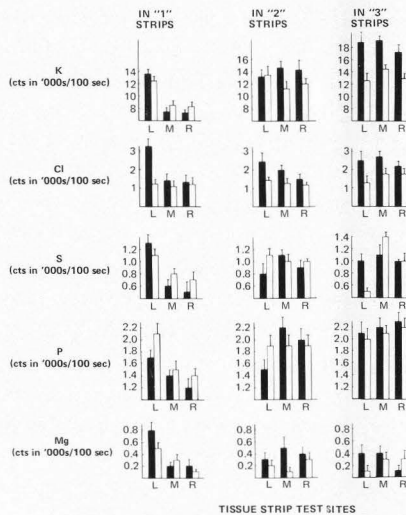 IN "1" STRIPS
IN "2" STRIPS
IN "3" STRIPS
K
(cts in '000s/100 sec)
14
12
10
8
L M R
16
14
12
10
8
L M R
18
16
14
12
10
8
L M R
Cl
(cts in '000s/100 sec)
3
2
1
L M R
3
2
1
L M R
3
2
1
L M R
S
(cts in '000s/100 sec)
1.2
1.0
0.8
0.6
L M R
1.2
1.0
0.8
0.6
L M R
1.4
1.2
1.0
0.8
0.6
L M R
P
(cts in '000s/100 sec)
2.2
2.0
1.8
1.6
1.4
1.2
L M R
2.2
2.0
1.8
1.6
1.4
1.2
L M R
2.2
2.0
1.8
1.6
1.4
1.2
L M R
Mg
(cts in '000s/100 sec)
0.8
0.6
0.4
0.2
L M R
0.8
0.6
0.4
0.2
L M R
0.8
0.6
0.4
0.2
L M R
TISSUE STRIP TEST SITES